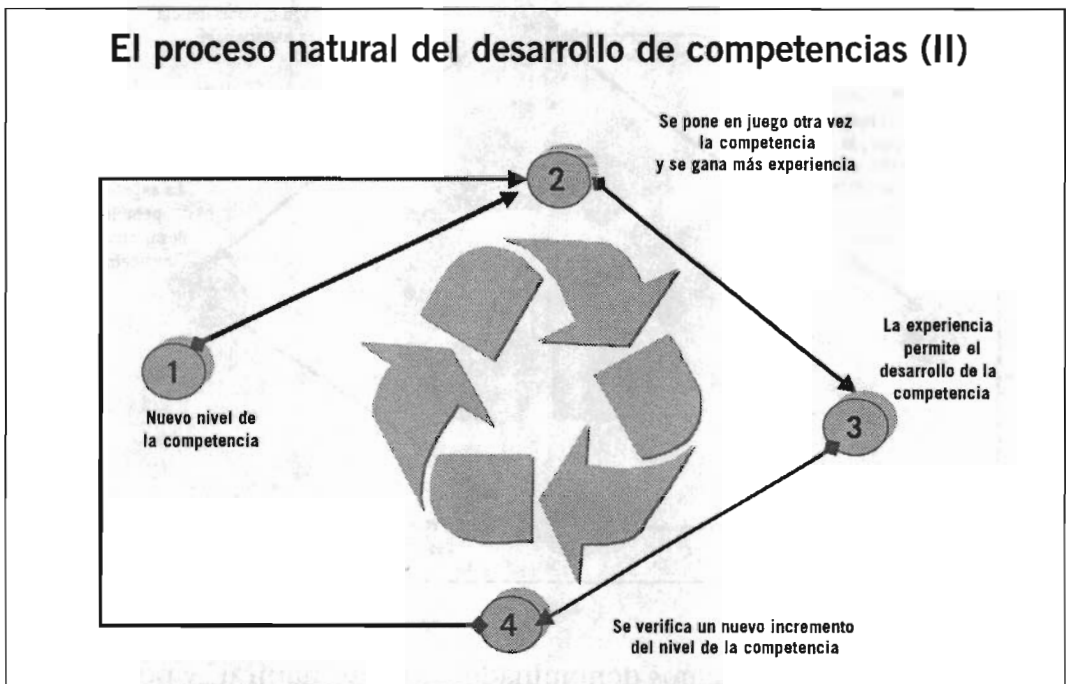 El proceso natural del desarrollo de competencias (II)
Se pone en juego otra vez
la competencia
y se gana más experiencia
2
1
Nuevo nivel de
la competencia
La experiencia
permite el
desarrollo de la
competencia
3
4
Se verifica un nuevo incremento
del nivel de la competencia